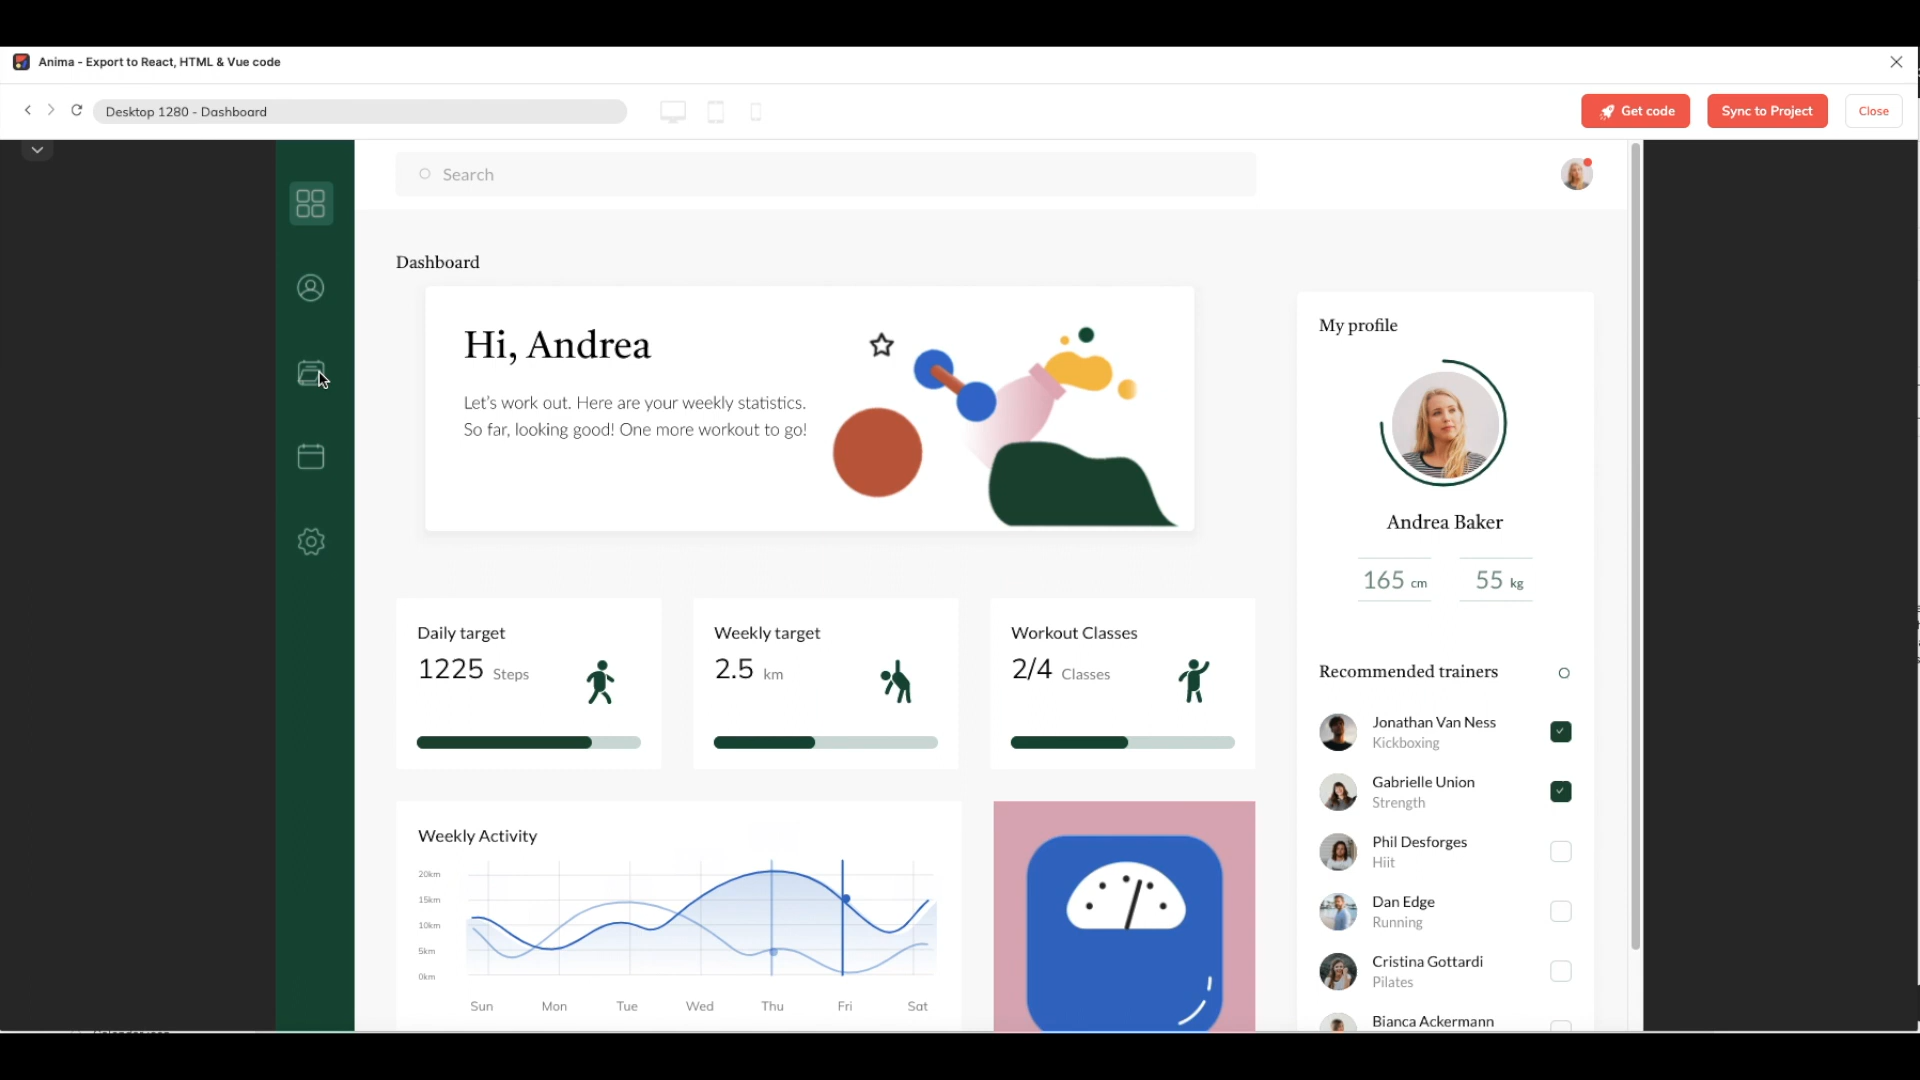 Anima - Export to React, HTML & Vue code
Desktop 1280 - Dashboard
Get code
Sync to Project
Close
Search
Dashboard
Hi, Andrea
Let's work out. Here are your weekly statistics.
So far, looking good! One more workout to go!
My profile
Andrea Baker
165 cm
55 kg
Daily target
1225 Steps
Weekly target
2.5 km
Workout Classes
2/4 Classes
Recommended trainers
Jonathan Van Ness
Kickboxing
Gabrielle Union
Strength
Phil Desforges
Hiit
Dan Edge
Running
Cristina Gottardi
Pilates
Bianca Ackermann
Weekly Activity
20km
15km
10km
5km
0km
Sun Mon Tue Wed Thu Fri Sat